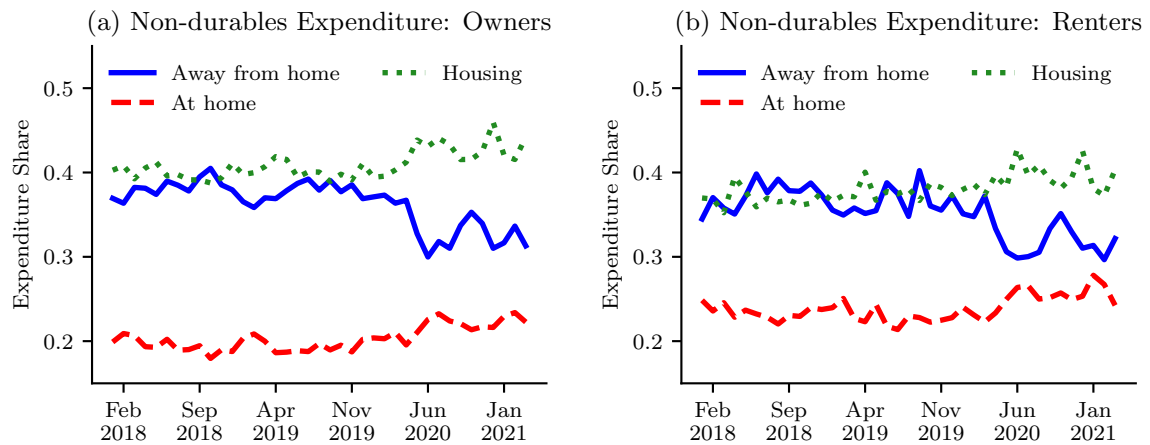 (a) Non-durables Expenditure: Owners
Expenditure Share
0.5
0.4
0.3
0.2
Away from home
At home
Housing
Feb 2018
Sep 2018
Apr 2019
Nov 2019
Jun 2020
Jan 2021
(b) Non-durables Expenditure: Renters
Expenditure Share
0.5
0.4
0.3
0.2
Away from home
At home
Housing
Feb 2018
Sep 2018
Apr 2019
Nov 2019
Jun 2020
Jan 2021